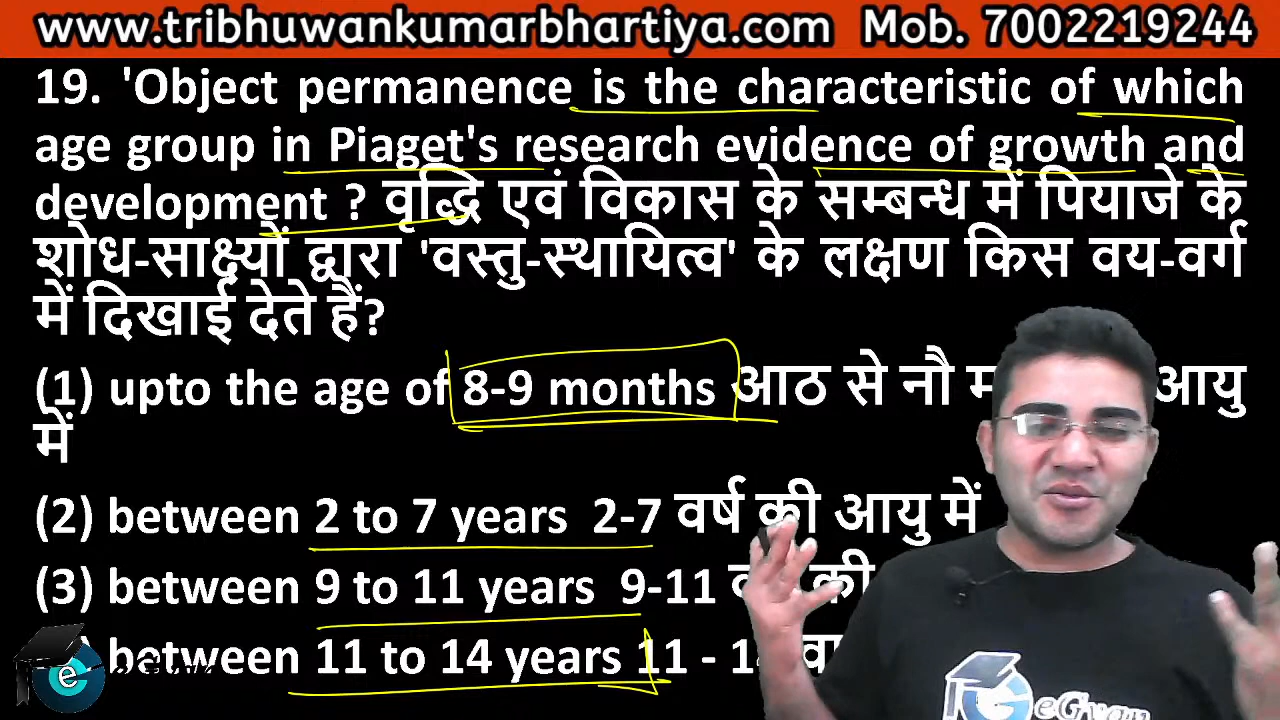 www.tribhuwankumarbhartiya.com Mob. 7002219244
19. 'Object permanence is the characteristic of which
age group in Piaget's research evidence of growth and
development ? वृद्धि एवं विकास के सम्बन्ध में पियाजे के
शोध-साक्ष्यों द्वारा 'वस्तु-स्थायित्व' के लक्षण किस वय-वर्ग
में दिखाई देते हैं?
(1) upto the age of 8-9 months आठ से नौ आयु
में
(2) between 2 to 7 years 2-7 वर्ष की आयु में
(3) between 9 to 11 years 9-11 की
between 11 to 14 years 11 -
e
eGyan